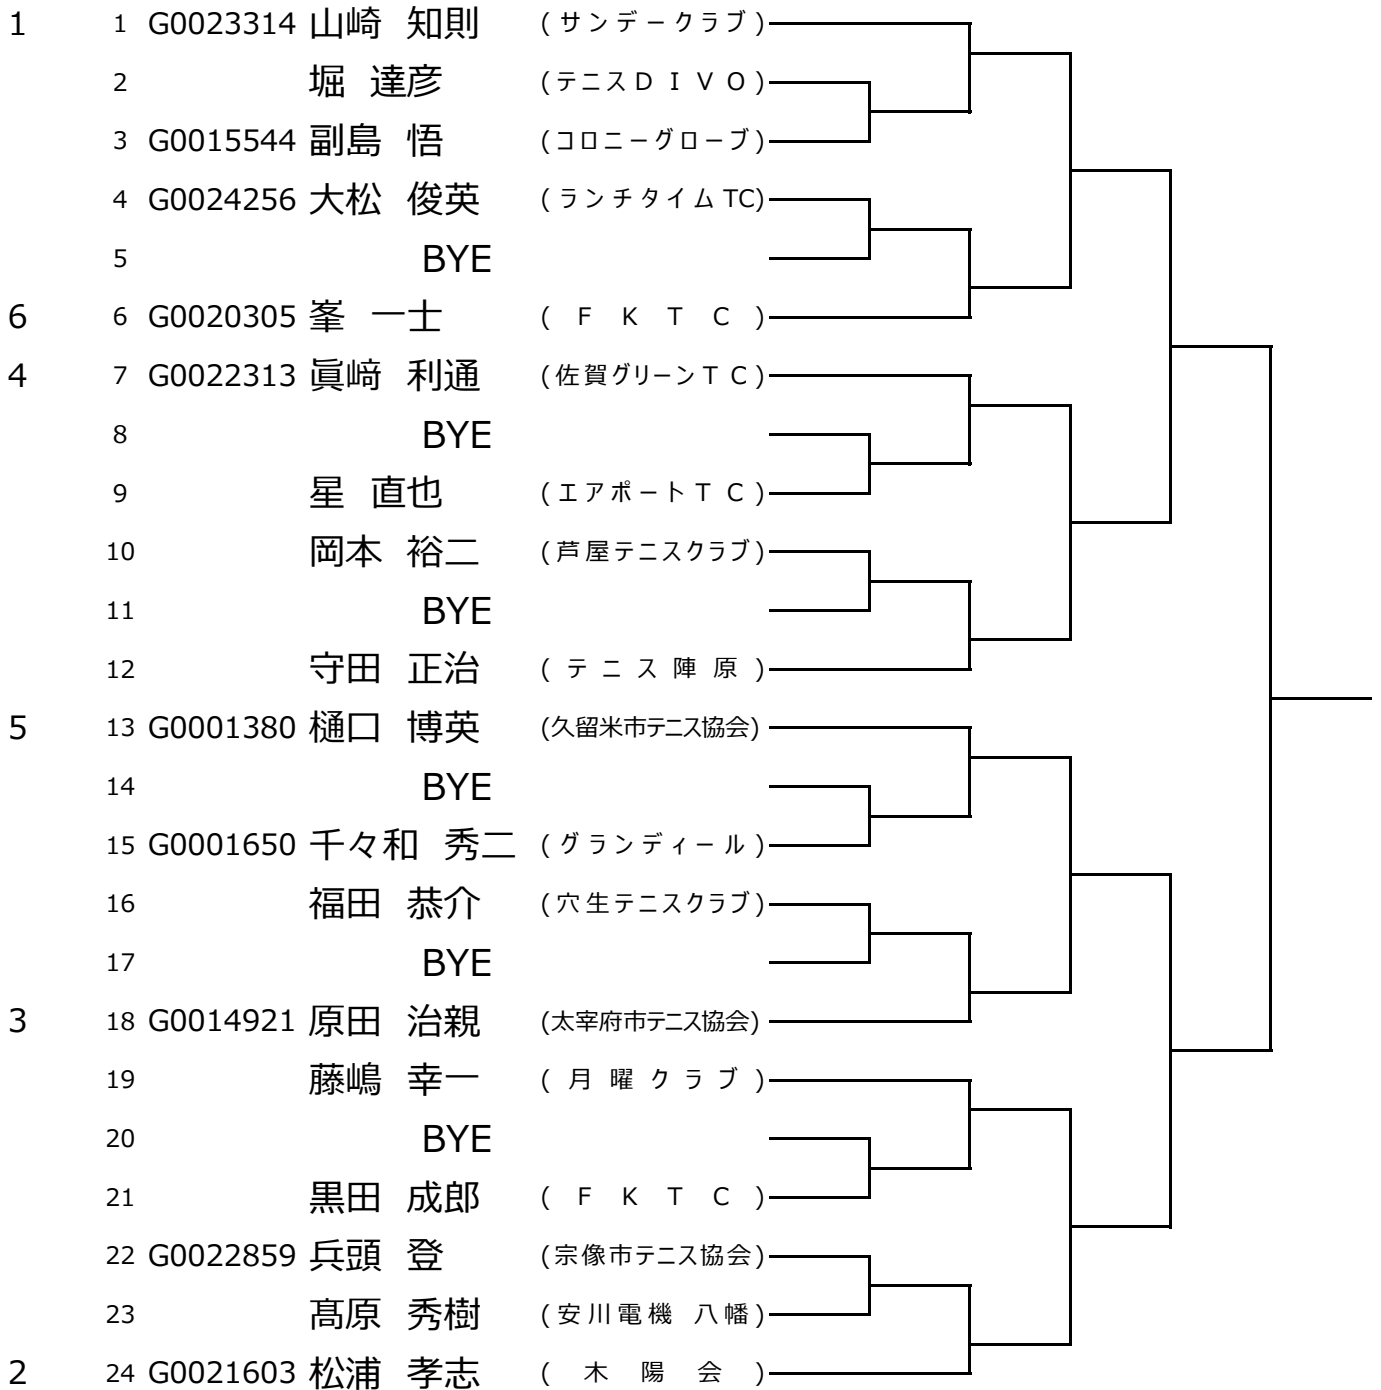 1 1 G0023314 山崎 知則 (サンデークラブ)
2 堀 達彦 (テニスＤＩＶＯ)
3 G0015544 副島 悟 (コロニーグローブ)
4 G0024256 大松 俊英 (ランチタイムTC)
5 BYE
6 6 G0020305 峯 一士 (ＦＫＴＣ)
4 7 G0022313 眞﨑 利通 (佐賀グリーンＴＣ)
8 BYE
9 星 直也 (エアポートＴＣ)
10 岡本 裕二 (芦屋テニスクラブ)
11 BYE
12 守田 正治 (テニス陣原)
5 13 G0001380 樋口 博英 (久留米市テニス協会)
14 BYE
15 G0001650 千々和 秀二 (グランディール)
16 福田 恭介 (穴生テニスクラブ)
17 BYE
3 18 G0014921 原田 治親 (太宰府市テニス協会)
19 藤嶋 幸一 (月曜クラブ)
20 BYE
21 黒田 成郎 (ＦＫＴＣ)
22 G0022859 兵頭 登 (宗像市テニス協会)
23 髙原 秀樹 (安川電機 八幡)
2 24 G0021603 松浦 孝志 (木陽会)